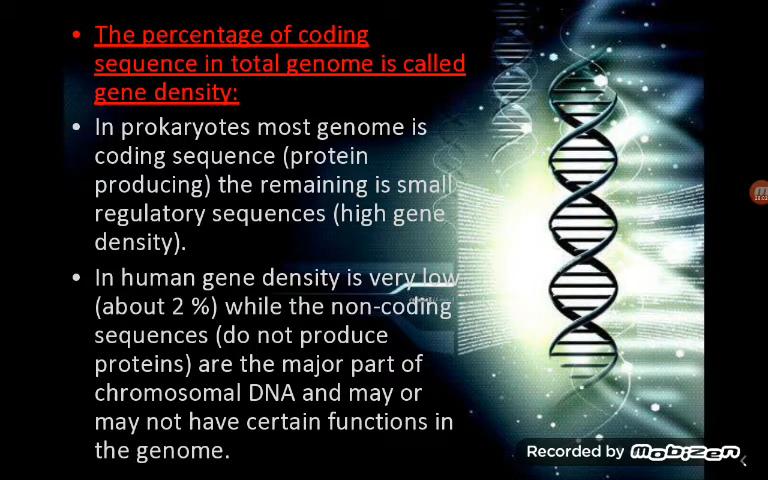 • The percentage of coding
sequence in total genome is called
gene density:
• In prokaryotes most genome is
coding sequence (protein
producing) the remaining is small
regulatory sequences (high gene
density).
• In human gene density is very low
(about 2 %) while the non-coding
sequences (do not produce
proteins) are the major part of
chromosomal DNA and may or
may not have certain functions in
the genome.
Recorded by mobizen